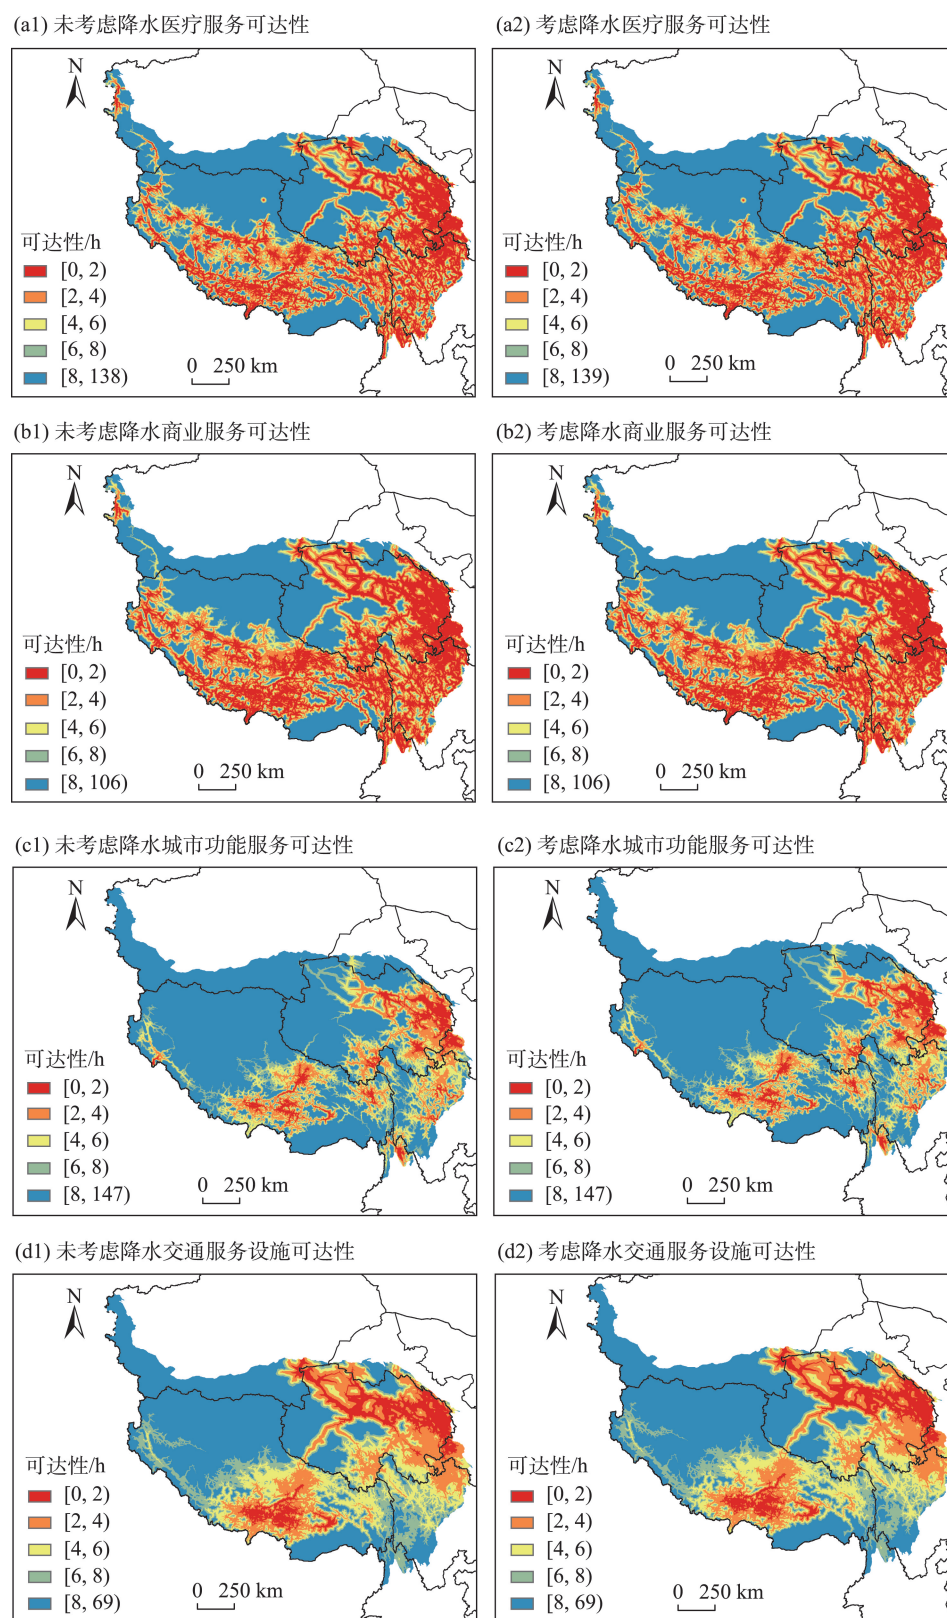 (a1) 未考虑降水医疗服务可达性
N
可达性/h
[0, 2)
[2, 4)
[4, 6)
[6, 8)
[8, 138)
0 250 km
(a2) 考虑降水医疗服务可达性
N
可达性/h
[0, 2)
[2, 4)
[4, 6)
[6, 8)
[8, 139)
0 250 km
(b1) 未考虑降水商业服务可达性
N
可达性/h
[0, 2)
[2, 4)
[4, 6)
[6, 8)
[8, 106)
0 250 km
(b2) 考虑降水商业服务可达性
N
可达性/h
[0, 2)
[2, 4)
[4, 6)
[6, 8)
[8, 106)
0 250 km
(c1) 未考虑降水城市功能服务可达性
N
可达性/h
[0, 2)
[2, 4)
[4, 6)
[6, 8)
[8, 147)
0 250 km
(c2) 考虑降水城市功能服务可达性
N
可达性/h
[0, 2)
[2, 4)
[4, 6)
[6, 8)
[8, 147)
0 250 km
(d1) 未考虑降水交通服务设施可达性
N
可达性/h
[0, 2)
[2, 4)
[4, 6)
[6, 8)
[8, 69)
0 250 km
(d2) 考虑降水交通服务设施可达性
N
可达性/h
[0, 2)
[2, 4)
[4, 6)
[6, 8)
[8, 69)
0 250 km